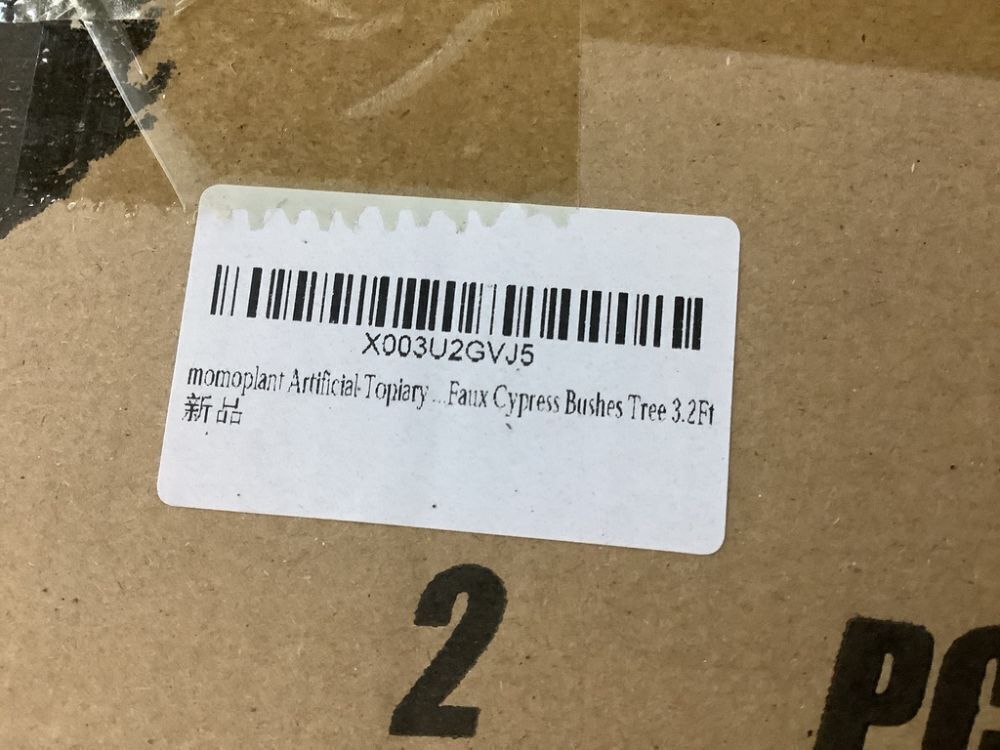 X003U2GVJ5
momoplant Artificial Topiary ... Faux Cypress Bushes Tree 3.2Ft
新品
2